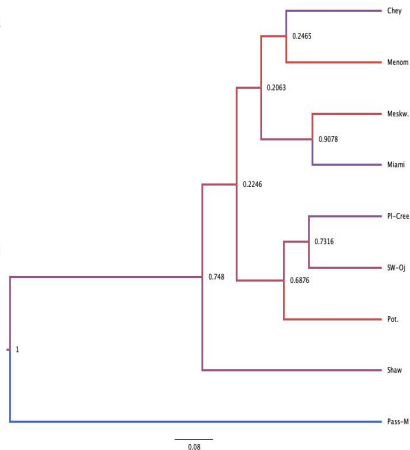 Chey
0.2465
Menom
0.2063
Meskw.
0.9078
Miami
0.2246
Pl-Cree
0.7316
SW-Oj
0.748
0.6876
Pot.
1
Shaw
Pass-M
0.08